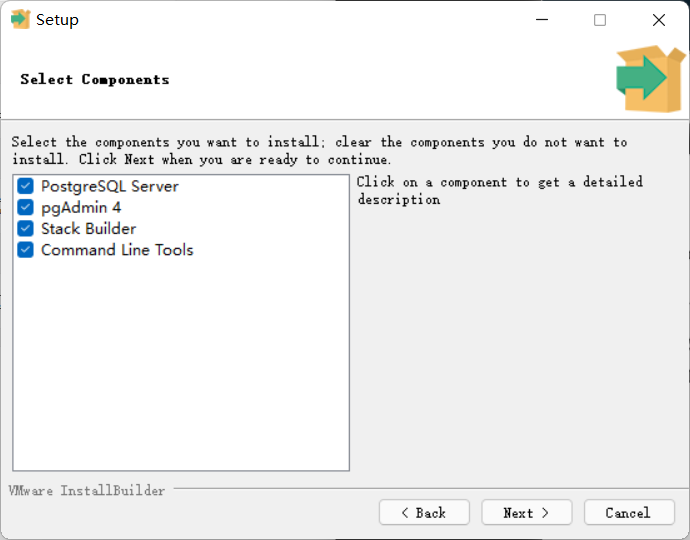 Setup
Select Components
Select the components you want to install; clear the components you do not want to
install. Click Next when you are ready to continue.
PostgreSQL Server
pgAdmin 4
Stack Builder
Command Line Tools
Click on a component to get a detailed
description
VMware InstallBuilder
< Back
Next >
Cancel